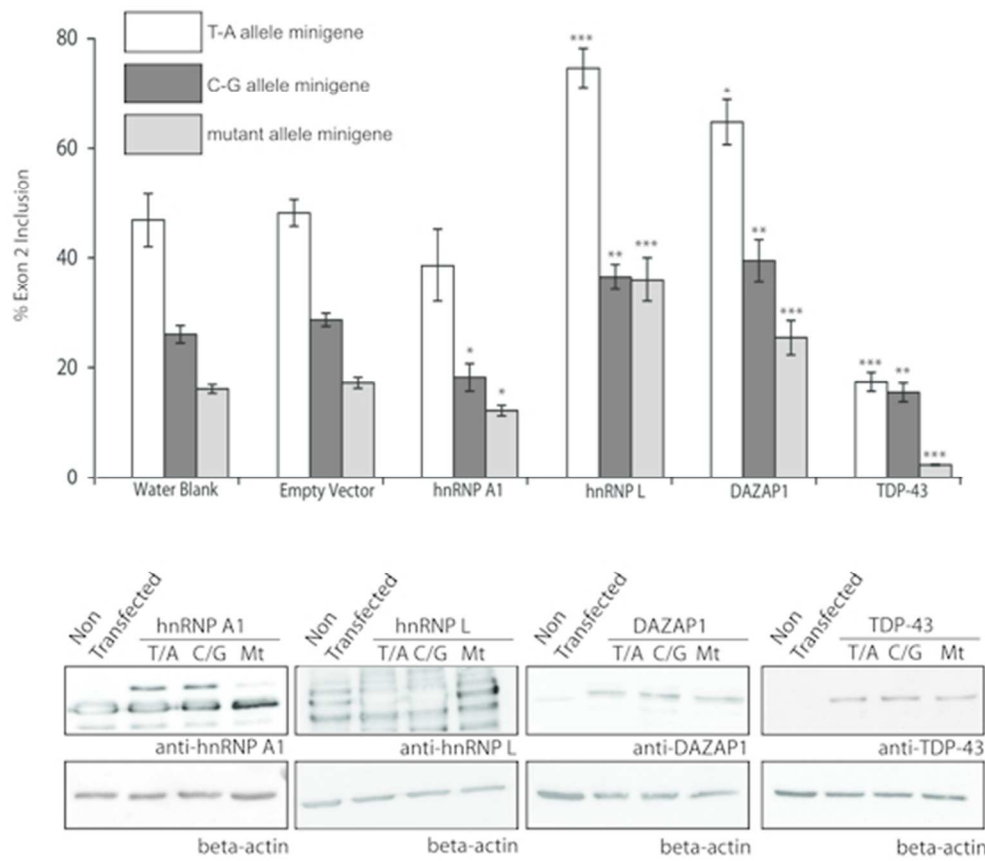 80
T-A allele minigene
***
C-G allele minigene
*
mutant allele minigene
60
% Exon 2 Inclusion
40
** *** **
***
* *
20
*** **
***
0
Water Blank Empty Vector hnRNP A1 hnRNP L DAZAP1 TDP-43
Non Transfected hnRNP A1 Non Transfected hnRNP L Non Transfected DAZAP1 Non Transfected TDP-43
T/A C/G Mt T/A C/G Mt T/A C/G Mt T/A C/G Mt
anti-hnRNP A1 anti-hnRNP L anti-DAZAP1 anti-TDP-43
beta-actin beta-actin beta-actin beta-actin